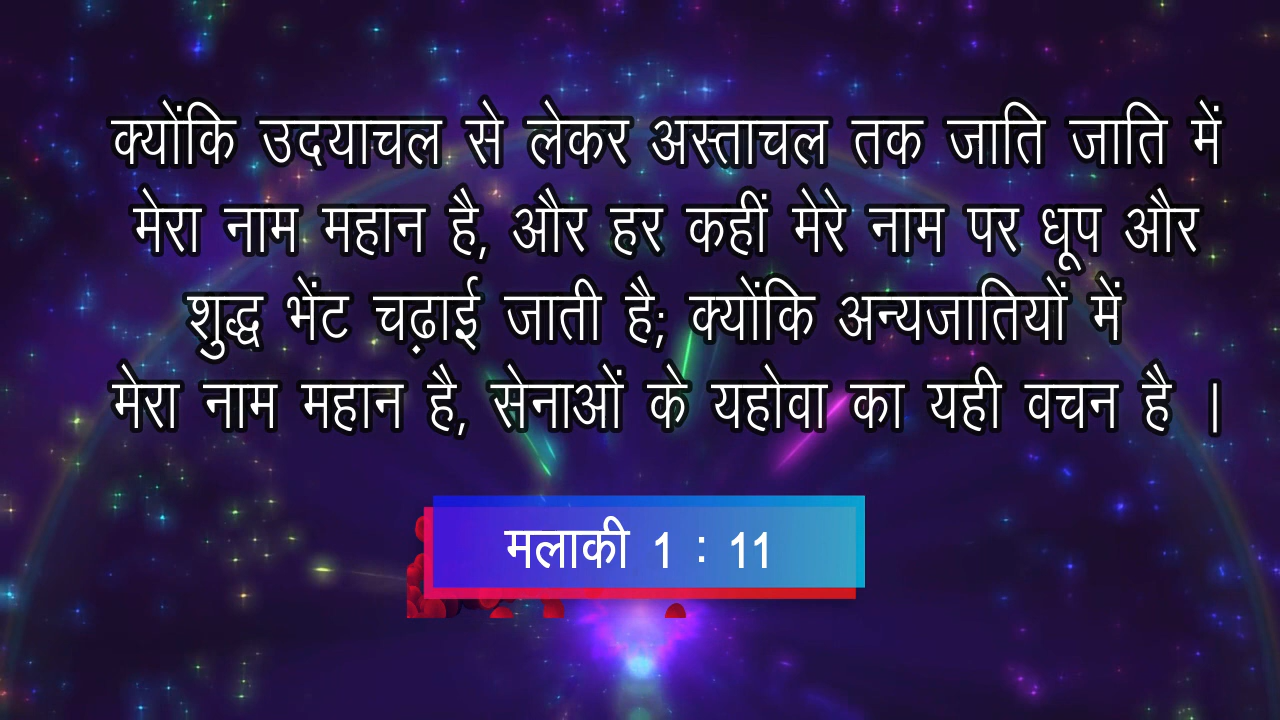 क्योंकि उदयाचल से लेकर अस्ताचल तक जाति जाति में
मेरा नाम महान है, और हर कहीं मेरे नाम पर धूप और
शुद्ध भेंट चढ़ाई जाती है; क्योंकि अन्यजातियों में
मेरा नाम महान है, सेनाओं के यहोवा का यही वचन है |
मलाकी 1 : 11